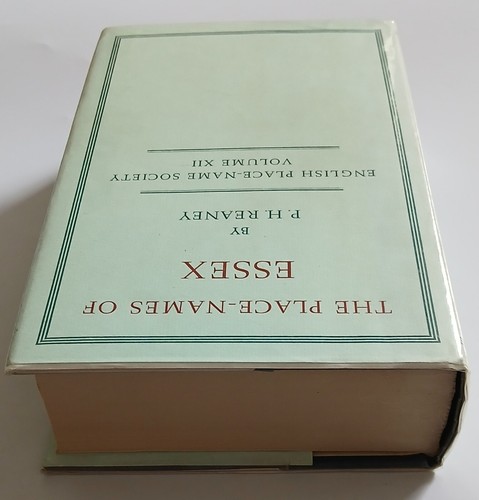 THE PLACE-NAMES OF
ESSEX
BY
P. H. REANEY
ENGLISH PLACE-NAME SOCIETY
VOLUME XII